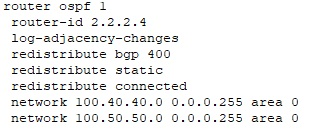 router ospf 1
router-id 2.2.2.4
log-adjacency-changes
redistribute bgp 400
redistribute static
redistribute connected
network 100.40.40.0 0.0.0.255 area 0
network 100.50.50.0 0.0.0.255 area 0